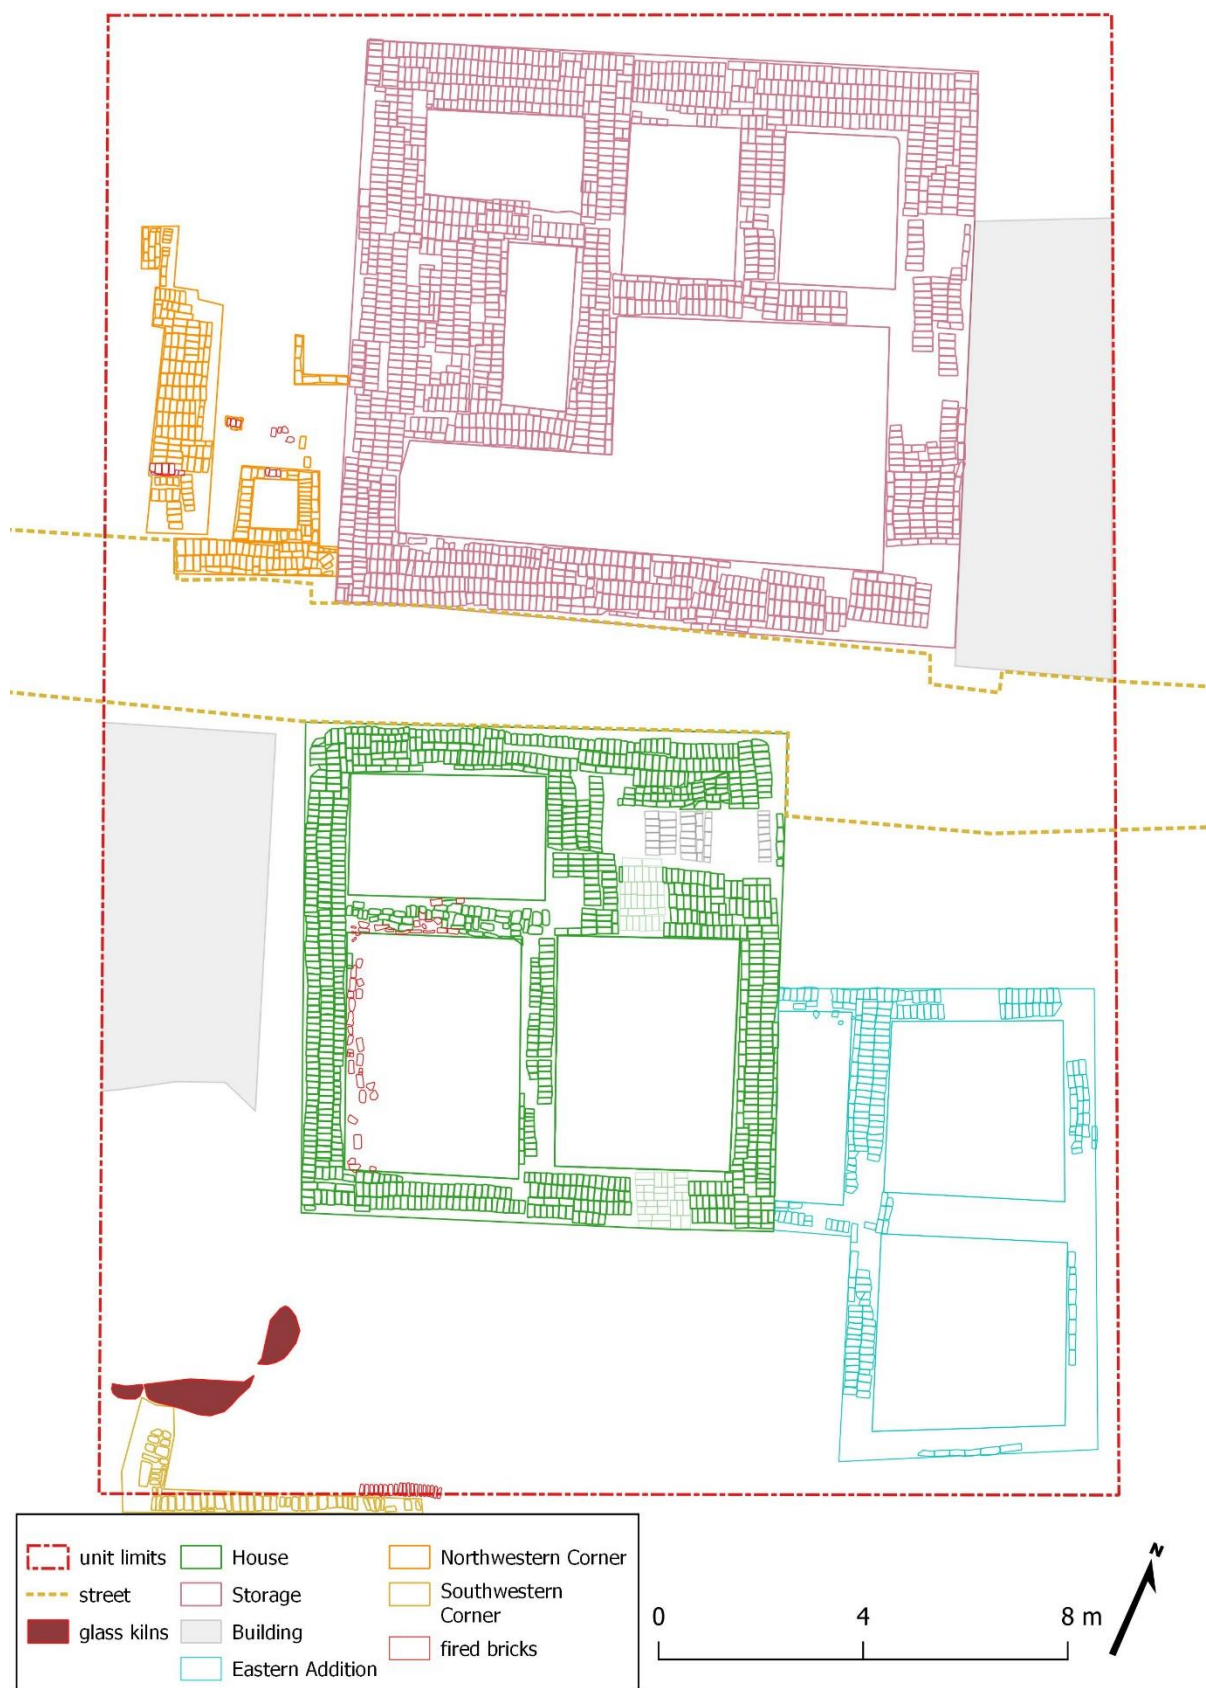 unit limits
street
glass kilns
House
Storage
Building
Eastern Addition
Northwestern Corner
Southwestern
Corner
fired bricks
0 4 8 m
N